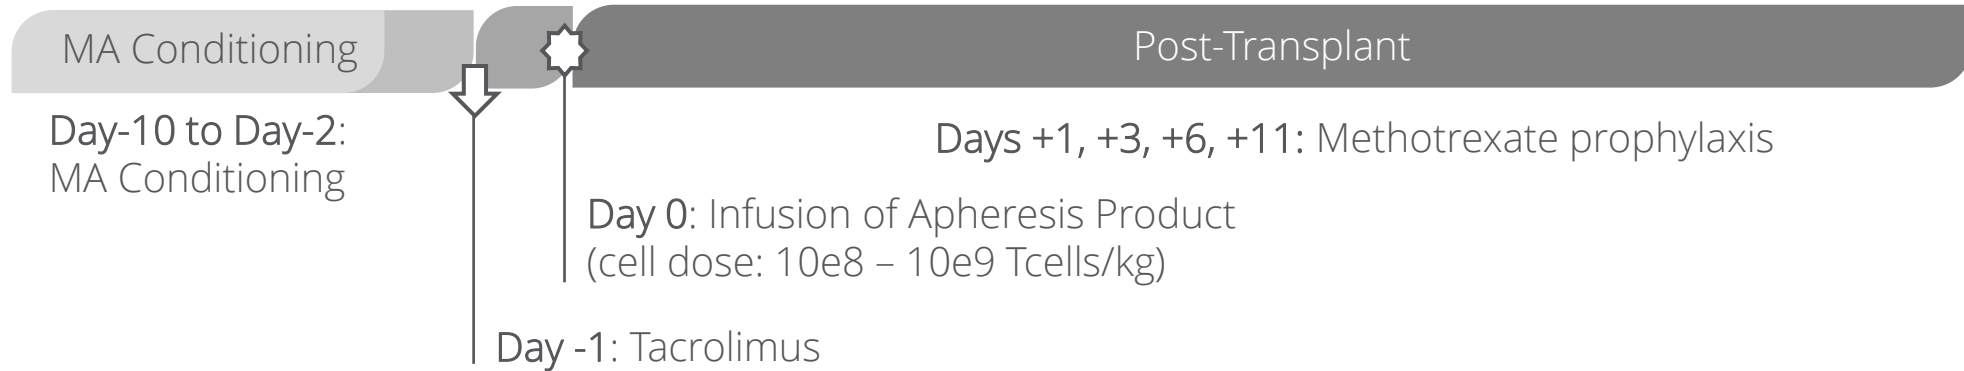 MA Conditioning
Post-Transplant
Day-10 to Day-2:
MA Conditioning
Days +1, +3, +6, +11: Methotrexate prophylaxis
Day 0: Infusion of Apheresis Product
(cell dose: 10e8 – 10e9 Tcells/kg)
Day -1: Tacrolimus